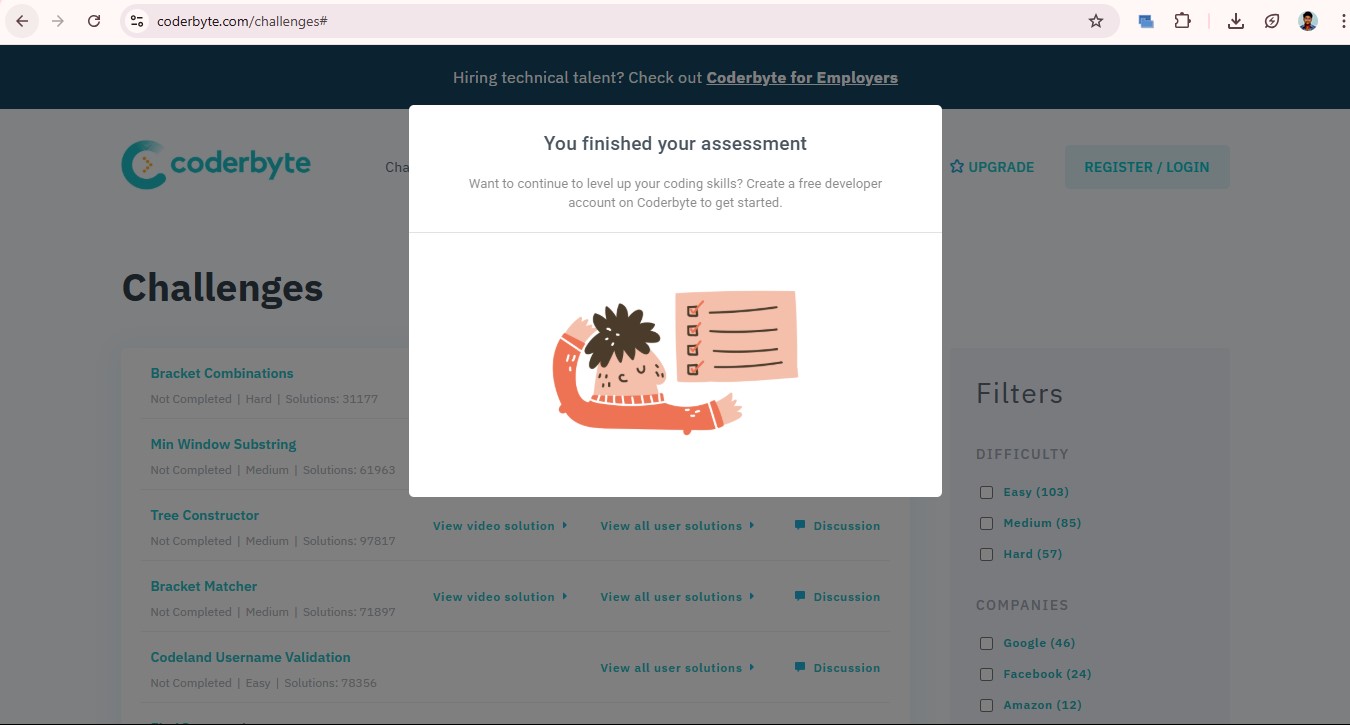 coderbyte.com/challenges#
Hiring technical talent? Check out Coderbyte for Employers
You finished your assessment
Want to continue to level up your coding skills? Create a free developer
account on Coderbyte to get started.
coderbyte
Cha
UPGRADE
REGISTER / LOGIN
Challenges
Bracket Combinations
Not Completed | Hard | Solutions: 31177
Min Window Substring
Not Completed | Medium | Solutions: 61963
Tree Constructor
View video solution
View all user solutions
Discussion
Not Completed | Medium | Solutions: 97817
Bracket Matcher
View video solution
View all user solutions
Discussion
Not Completed | Medium | Solutions: 71897
Codeland Username Validation
View all user solutions
Discussion
Not Completed | Easy | Solutions: 78356
Filters
DIFFICULTY
Easy (103)
Medium (85)
Hard (57)
COMPANIES
Google (46)
Facebook (24)
Amazon (12)